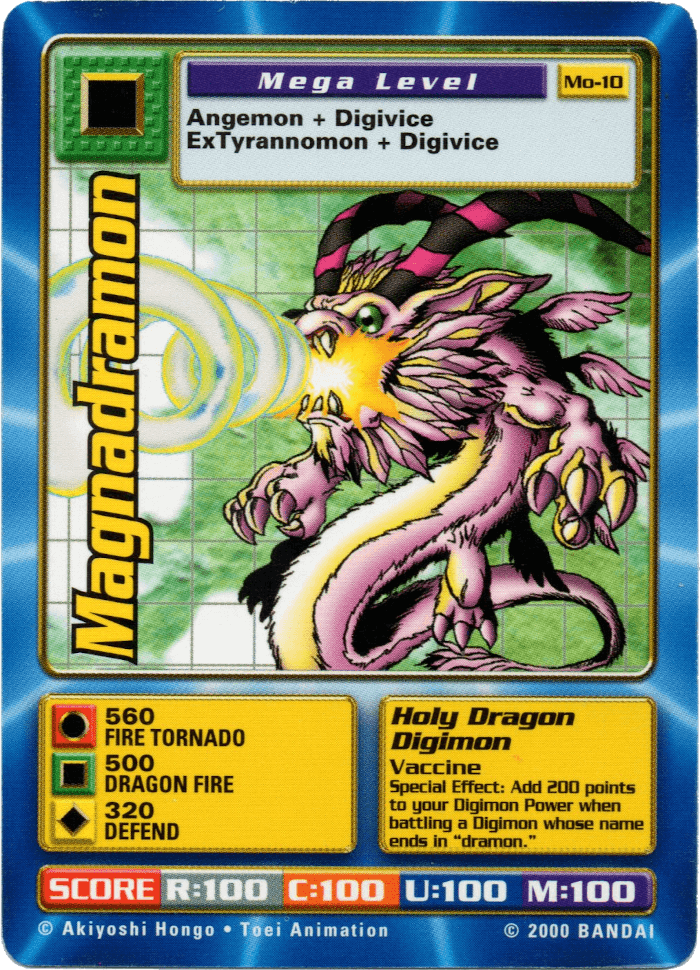 Mega Level
Mo-10
Angemon + Digivice
ExTyrannomon + Digivice
Magnadramon
560
FIRE TORNADO
500
DRAGON FIRE
320
DEFEND
Holy Dragon
Digimon
Vaccine
Special Effect: Add 200 points
to your Digimon Power when
battling a Digimon whose name
ends in “dramon.”
SCORE R:100 C:100 U:100 M:100
© Akiyoshi Hongo • Toei Animation © 2000 BANDAI